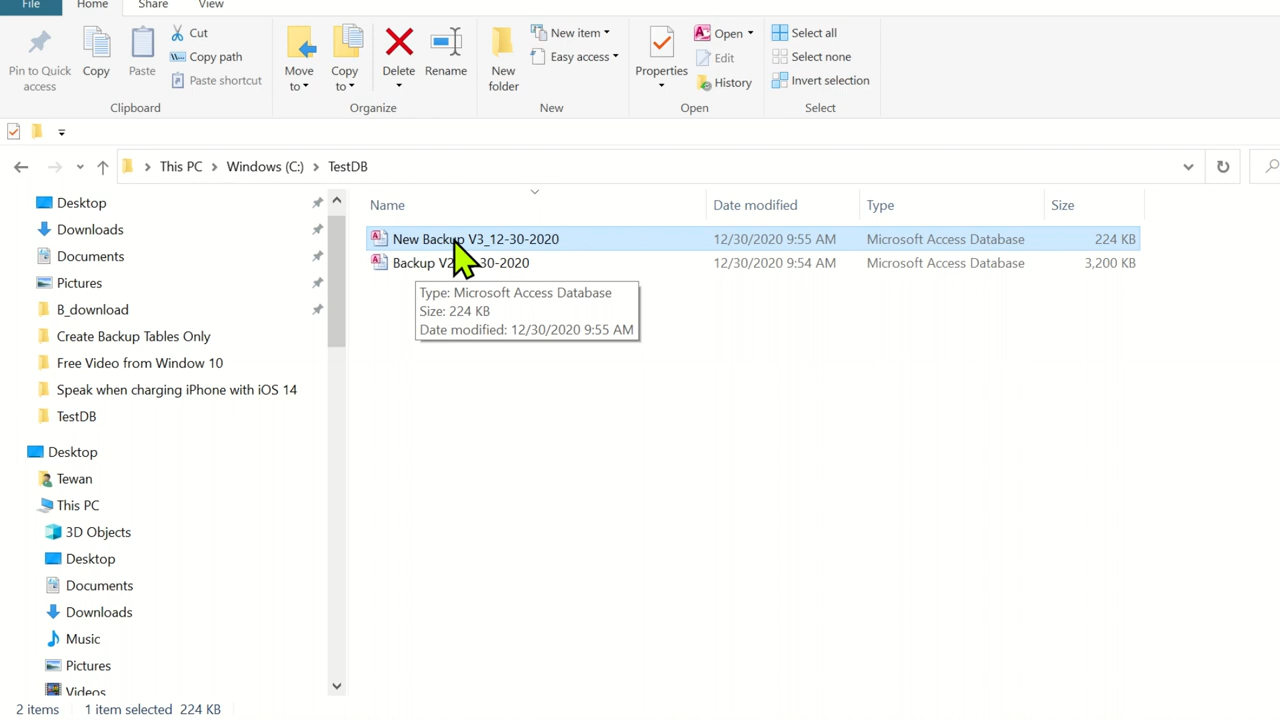 File Home Share View
Pin to Quick access
Copy
Paste
Cut
Copy path
Paste shortcut
Clipboard
Move to
Copy to
Delete
Rename
Organize
New folder
New item
Easy access
New
Properties
Open
Edit
History
Open
Select all
Select none
Invert selection
Select
This PC > Windows (C:) > TestDB
Desktop
Downloads
Documents
Pictures
B_download
Create Backup Tables Only
Free Video from Window 10
Speak when charging iPhone with iOS 14
TestDB
Desktop
Tewan
This PC
3D Objects
Desktop
Documents
Downloads
Music
Pictures
Videos
Name Date modified Type Size
New Backup V3_12-30-2020 12/30/2020 9:55 AM Microsoft Access Database 224 KB
Backup V2 30-2020 12/30/2020 9:54 AM Microsoft Access Database 3,200 KB
Type: Microsoft Access Database
Size: 224 KB
Date modified: 12/30/2020 9:55 AM
2 items 1 item selected 224 KB